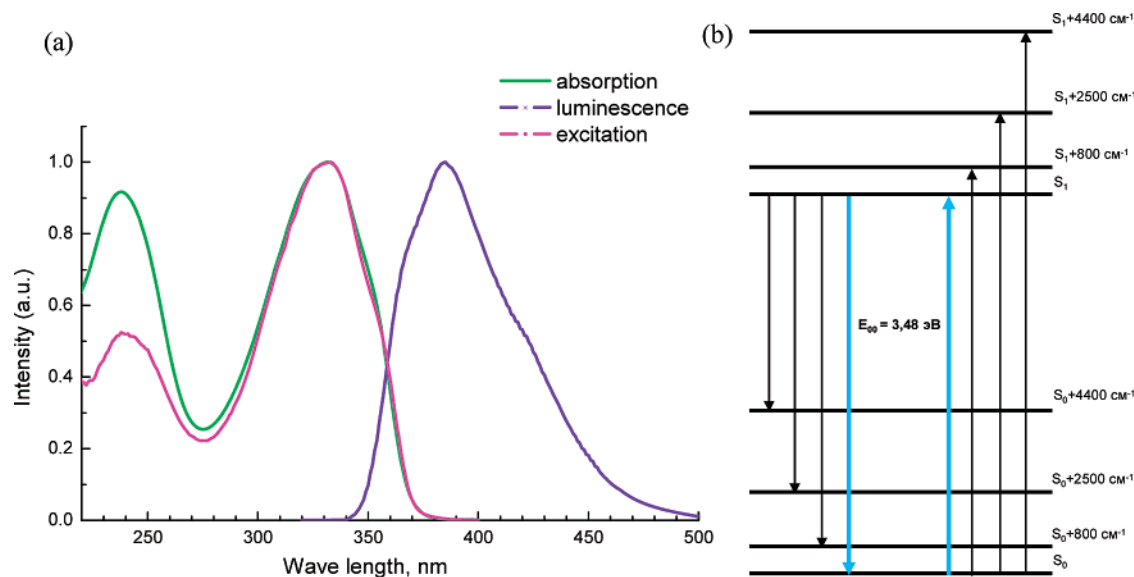 (a)
absorption
luminescence
excitation
1.0
0.8
0.6
0.4
0.2
0.0
Intensity (a.u.)
250
300
350
400
450
500
Wave length, nm
(b)
S₁+4400 см⁻¹
S₁+2500 см⁻¹
S₁+800 см⁻¹
S₁
E₀₀ = 3,48 эВ
S₀+4400 см⁻¹
S₀+2500 см⁻¹
S₀+800 см⁻¹
S₀